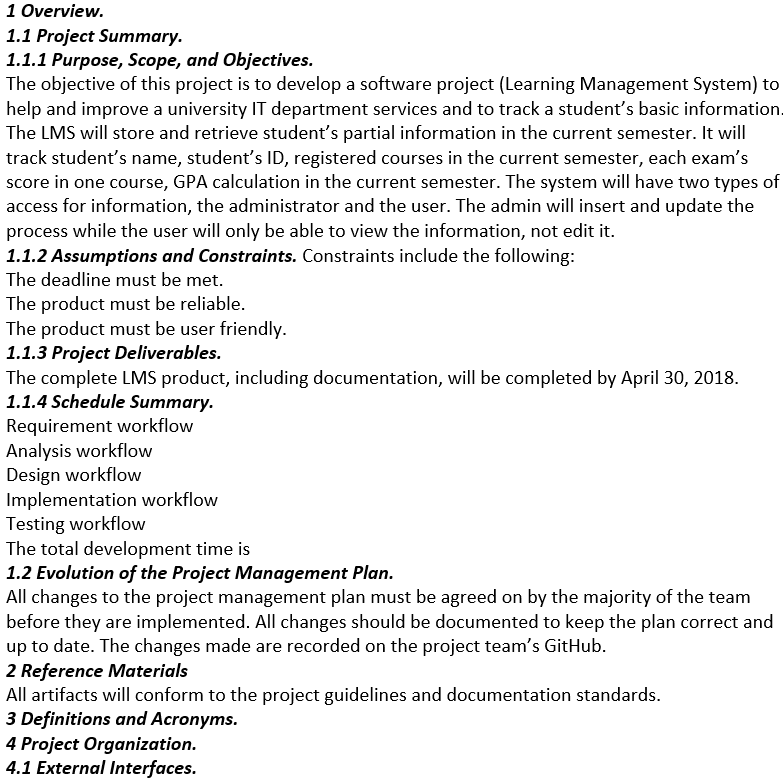 1 Overview.
1.1 Project Summary.
1.1.1 Purpose, Scope, and Objectives.
The objective of this project is to develop a software project (Learning Management System) to
help and improve a university IT department services and to track a student’s basic information.
The LMS will store and retrieve student’s partial information in the current semester. It will
track student’s name, student’s ID, registered courses in the current semester, each exam’s
score in one course, GPA calculation in the current semester. The system will have two types of
access for information, the administrator and the user. The admin will insert and update the
process while the user will only be able to view the information, not edit it.
1.1.2 Assumptions and Constraints. Constraints include the following:
The deadline must be met.
The product must be reliable.
The product must be user friendly.
1.1.3 Project Deliverables.
The complete LMS product, including documentation, will be completed by April 30, 2018.
1.1.4 Schedule Summary.
Requirement workflow
Analysis workflow
Design workflow
Implementation workflow
Testing workflow
The total development time is
1.2 Evolution of the Project Management Plan.
All changes to the project management plan must be agreed on by the majority of the team
before they are implemented. All changes should be documented to keep the plan correct and
up to date. The changes made are recorded on the project team’s GitHub.
2 Reference Materials
All artifacts will conform to the project guidelines and documentation standards.
3 Definitions and Acronyms.
4 Project Organization.
4.1 External Interfaces.